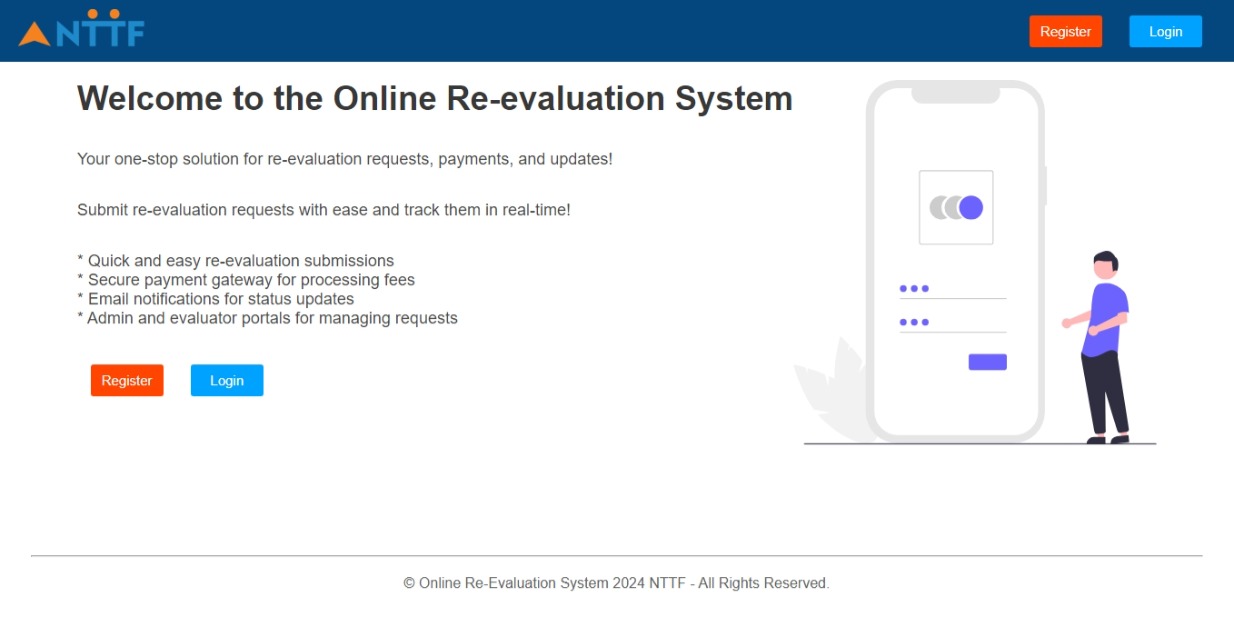 NTTF
Register
Login
Welcome to the Online Re-evaluation System
Your one-stop solution for re-evaluation requests, payments, and updates!
Submit re-evaluation requests with ease and track them in real-time!
* Quick and easy re-evaluation submissions
* Secure payment gateway for processing fees
* Email notifications for status updates
* Admin and evaluator portals for managing requests
Register
Login
© Online Re-Evaluation System 2024 NTTF - All Rights Reserved.